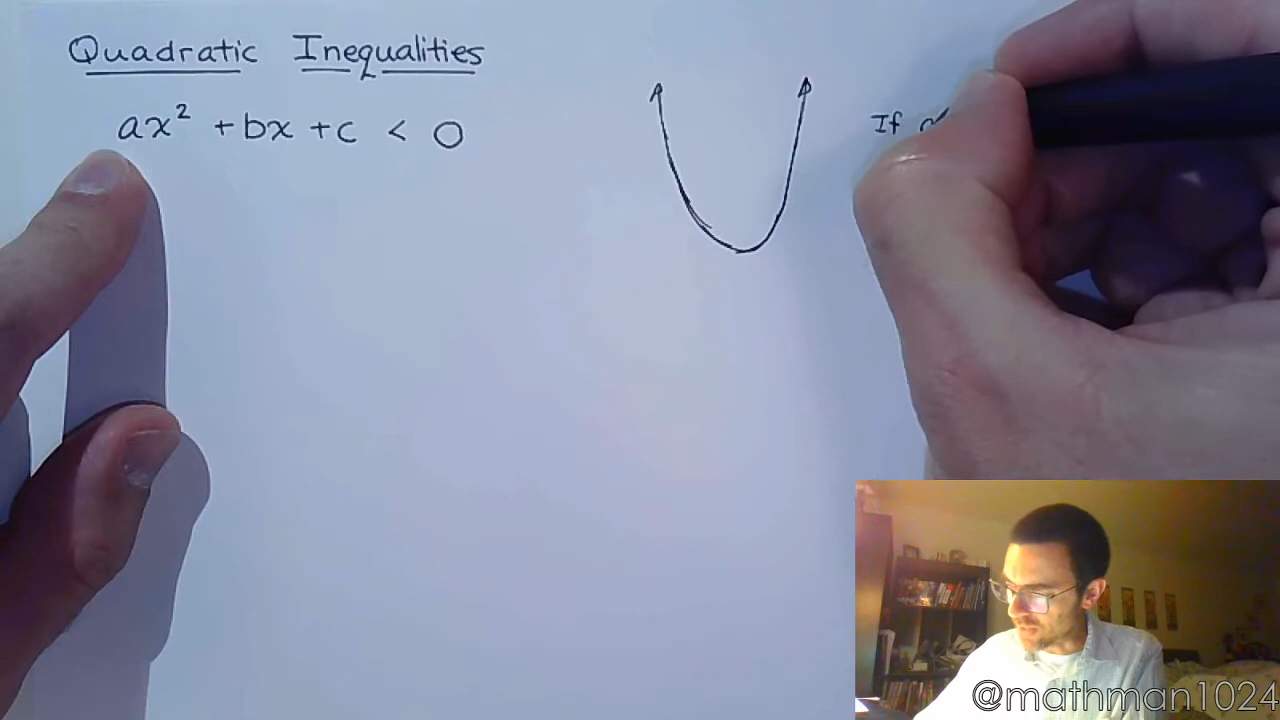 Quadratic Inequalities
ax² + bx + c < 0
If
@mathman1024